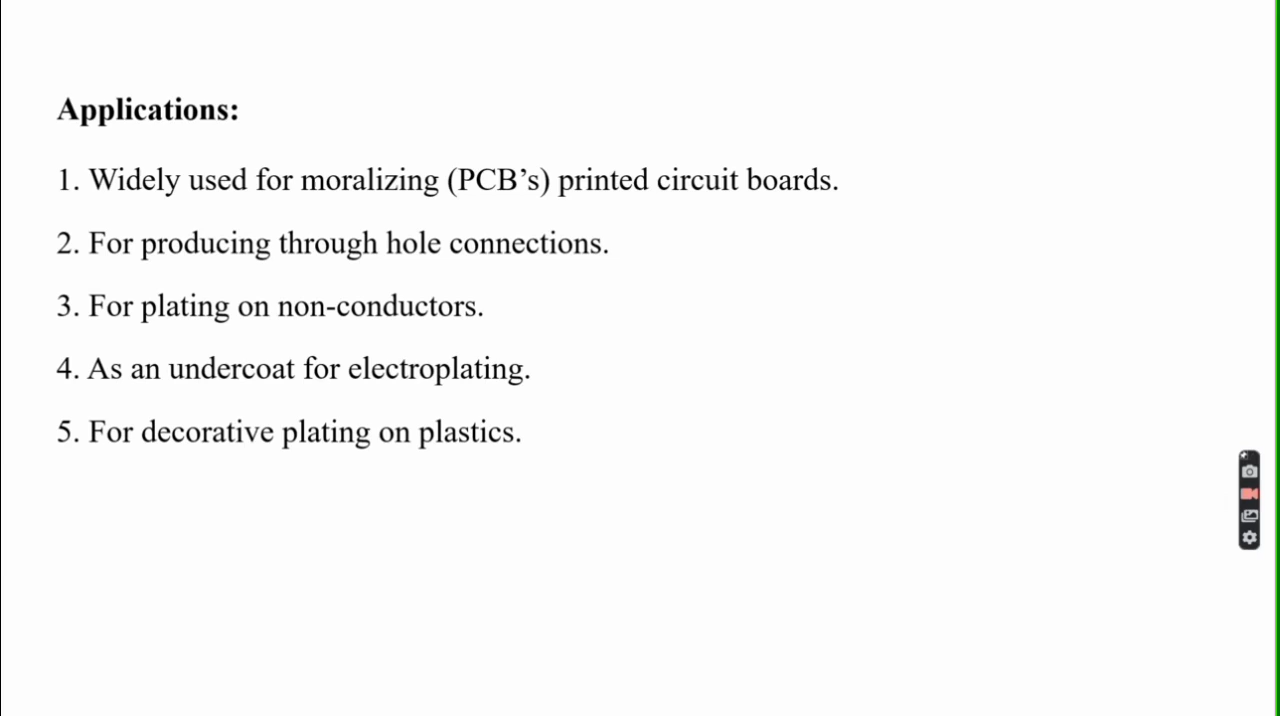 Applications:
1. Widely used for moralizing (PCB’s) printed circuit boards.
2. For producing through hole connections.
3. For plating on non-conductors.
4. As an undercoat for electroplating.
5. For decorative plating on plastics.